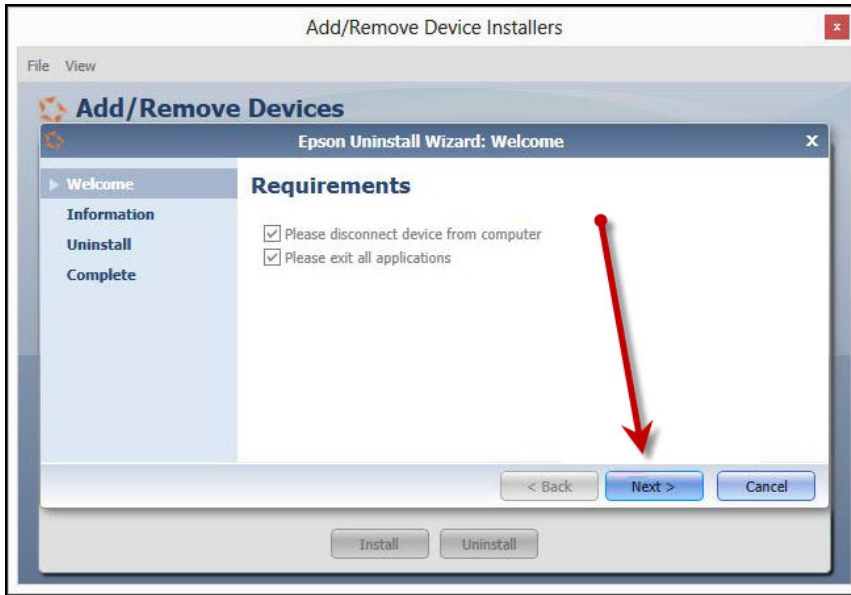 Add/Remove Device Installers
x
File View
Add/Remove Devices
Epson Uninstall Wizard: Welcome
x
Welcome
Information
Uninstall
Complete
Requirements
Please disconnect device from computer
Please exit all applications
< Back Next > Cancel
Install Uninstall